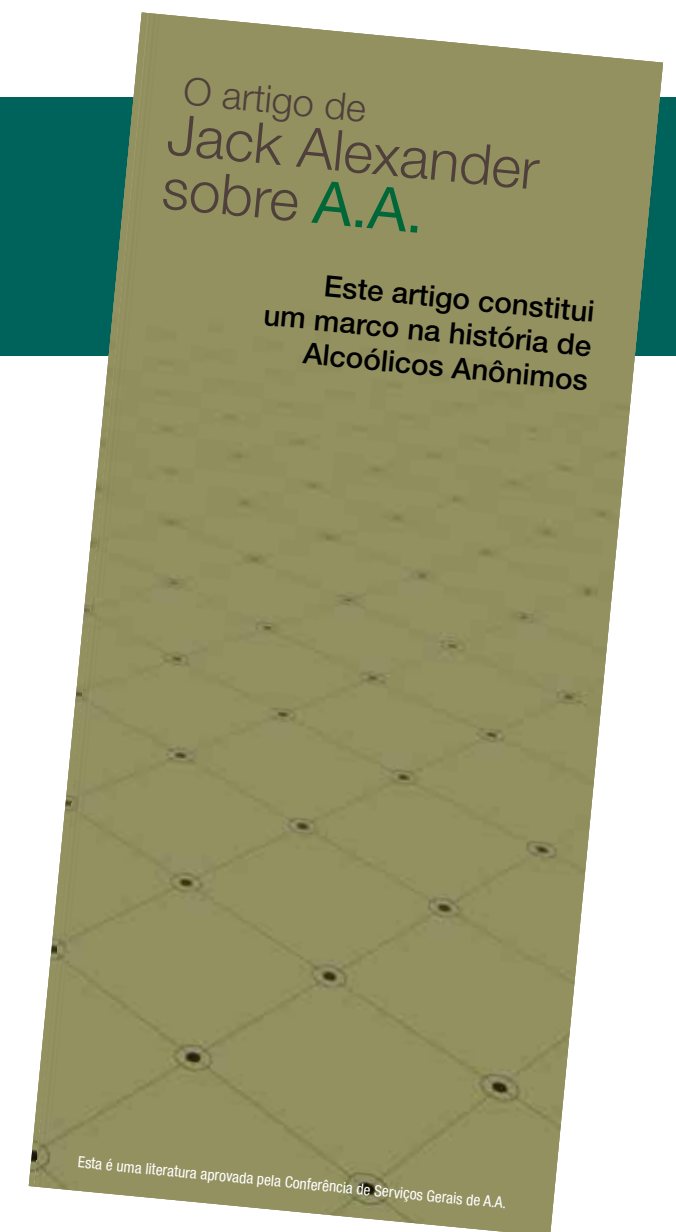 O artigo de
Jack Alexander
sobre A.A.
Este artigo constitui
um marco na história de
Alcoólicos Anônimos
Esta é uma literatura aprovada pela Conferência de Serviços Gerais de A.A.